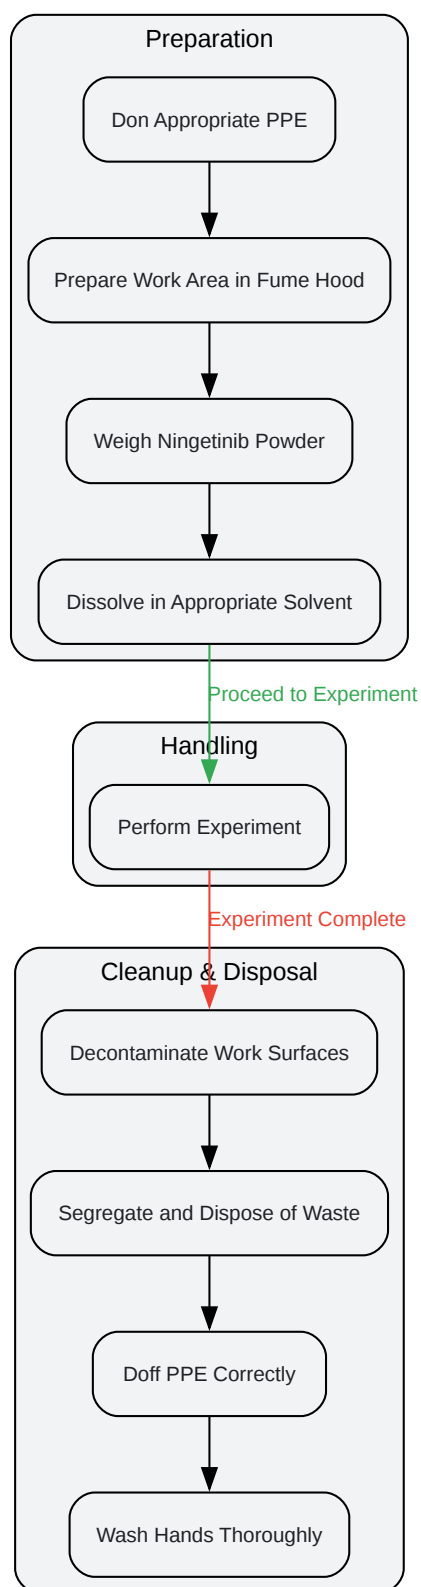 Preparation
Don Appropriate PPE
Prepare Work Area in Fume Hood
Weigh Ningetinib Powder
Dissolve in Appropriate Solvent
Proceed to Experiment
Handling
Perform Experiment
Experiment Complete
Cleanup & Disposal
Decontaminate Work Surfaces
Segregate and Dispose of Waste
Doff PPE Correctly
Wash Hands Thoroughly